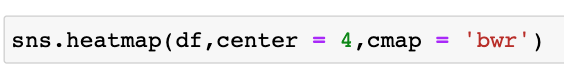 sns.heatmap(df,center = 4,cmap = 'bwr')